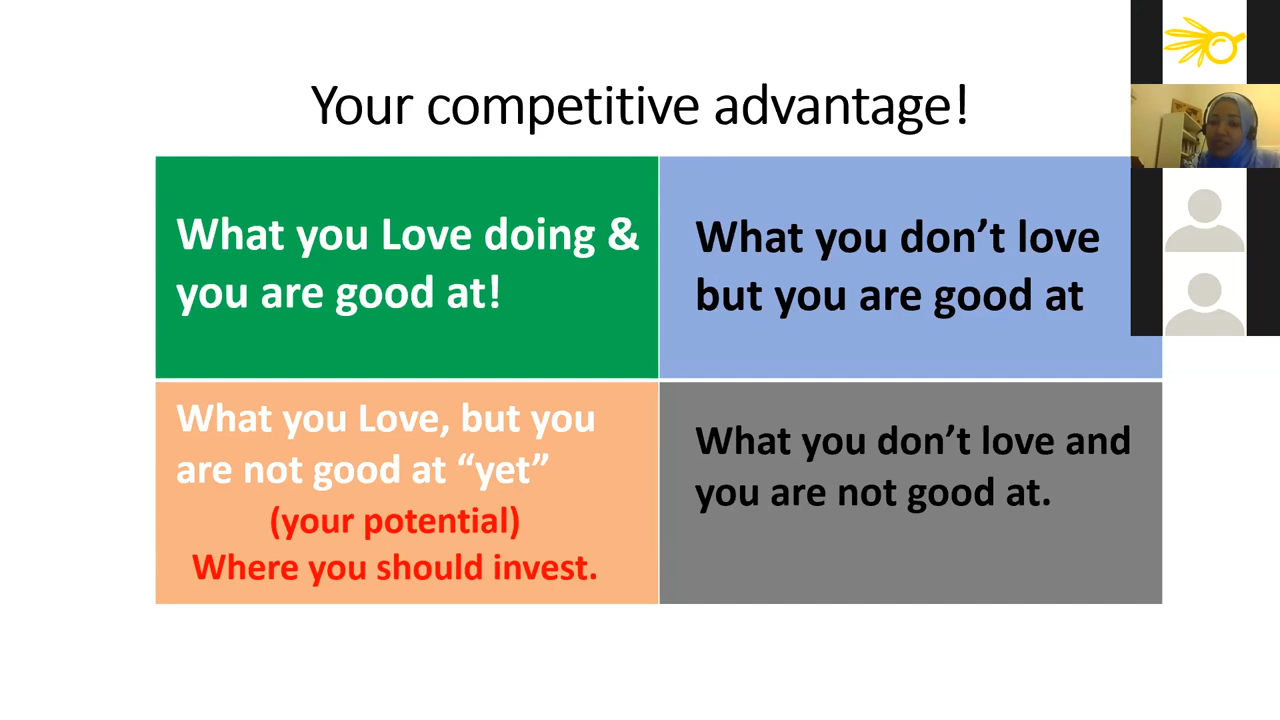 Your competitive advantage!
What you Love doing &
you are good at!
What you don’t love
but you are good at
What you Love, but you
are not good at “yet”
(your potential)
Where you should invest.
What you don’t love and
you are not good at.